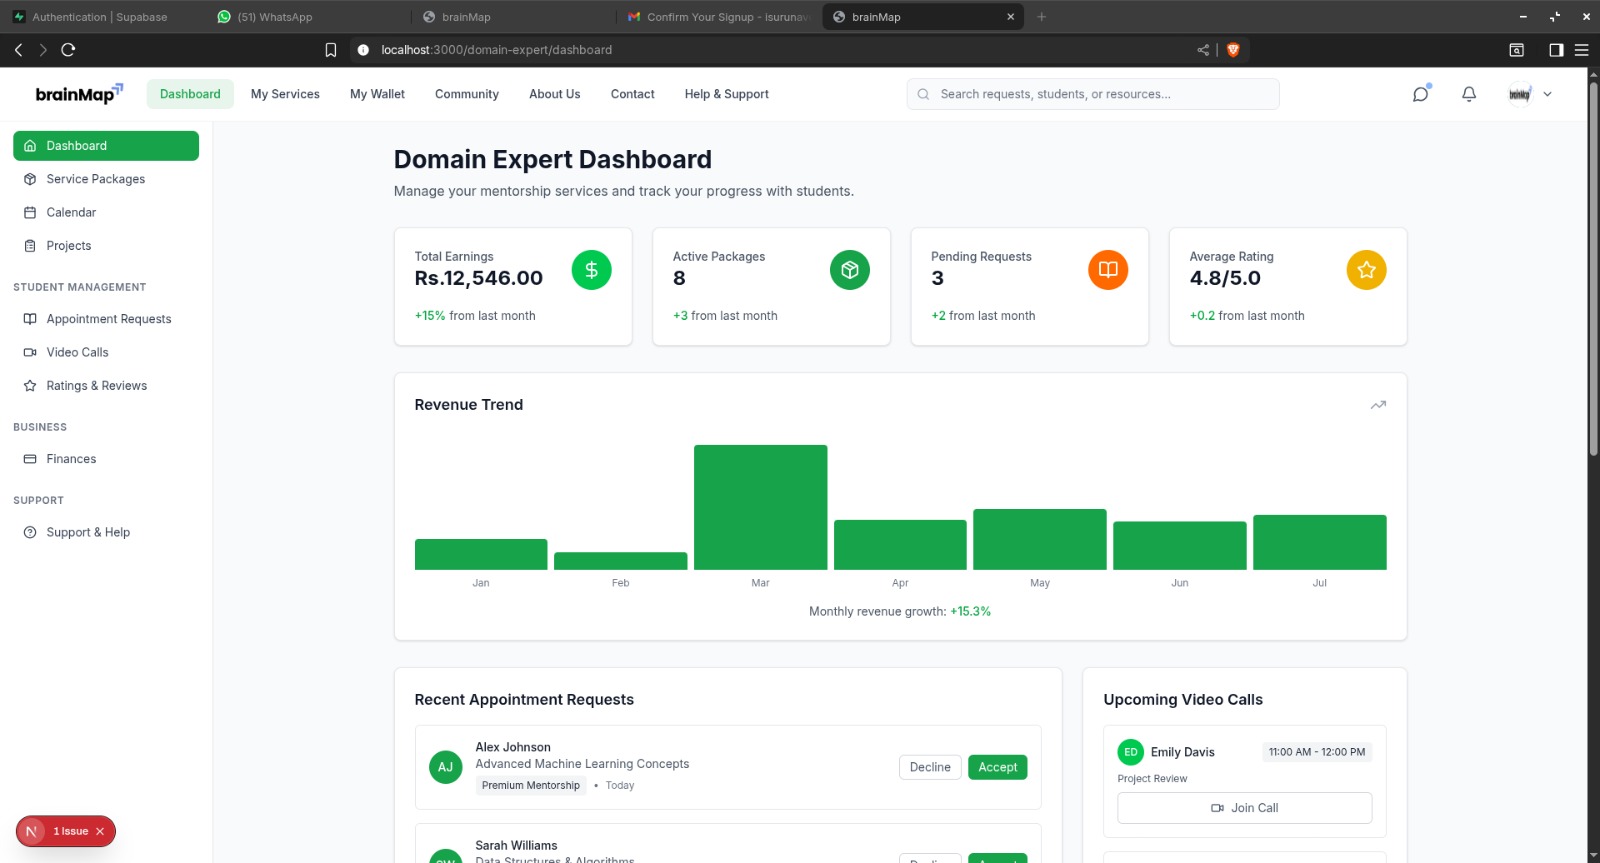 Authentication | Supabase
(51) WhatsApp
brainMap
Confirm Your Signup - isurunav
brainMap
localhost:3000/domain-expert/dashboard
brainMap
Dashboard
My Services
My Wallet
Community
About Us
Contact
Help & Support
Search requests, students, or resources...
brainMap
Dashboard
Service Packages
Calendar
Projects
STUDENT MANAGEMENT
Appointment Requests
Video Calls
Ratings & Reviews
BUSINESS
Finances
SUPPORT
Support & Help
Domain Expert Dashboard
Manage your mentorship services and track your progress with students.
Total Earnings
Rs.12,546.00
+15% from last month
Active Packages
8
+3 from last month
Pending Requests
3
+2 from last month
Average Rating
4.8/5.0
+0.2 from last month
Revenue Trend
Jan
Feb
Mar
Apr
May
Jun
Jul
Monthly revenue growth: +15.3%
Recent Appointment Requests
AJ
Alex Johnson
Advanced Machine Learning Concepts
Premium Mentorship • Today
Decline
Accept
Sarah Williams
Data Structures & Algorithms
Upcoming Video Calls
ED
Emily Davis
11:00 AM - 12:00 PM
Project Review
Join Call
N
1 Issue